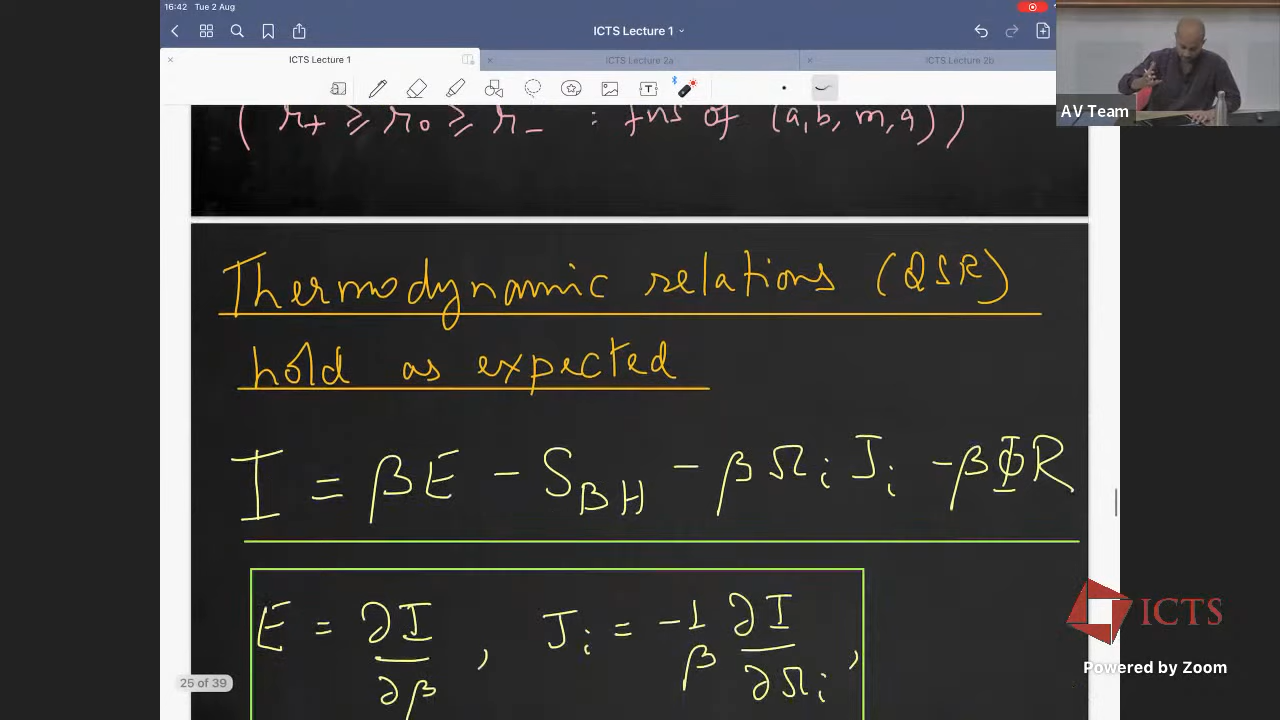 16:42 Tue 2 Aug
ICTS Lecture 1
ICTS Lecture 1
ICTS Lecture 2a
ICTS Lecture 2b
AV Team
( r₊ ⩾ r₀ ⩾ r₋ : fns of (a, b, m, q) )
Thermodynamic relations (QSR)
hold as expected
I = βE - S_BH - βΩ_i J_i - βΦR
E = ∂I/∂β , J_i = -1/β ∂I/∂Ω_i ,
25 of 39
ICTS
Powered by Zoom